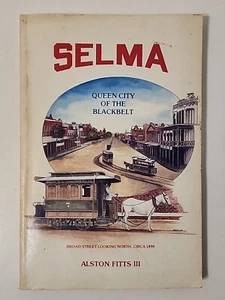 SELMA
QUEEN CITY
OF THE
BLACKBELT
BROAD STREET LOOKING NORTH, CIRCA 1890
ALSTON FITTS III